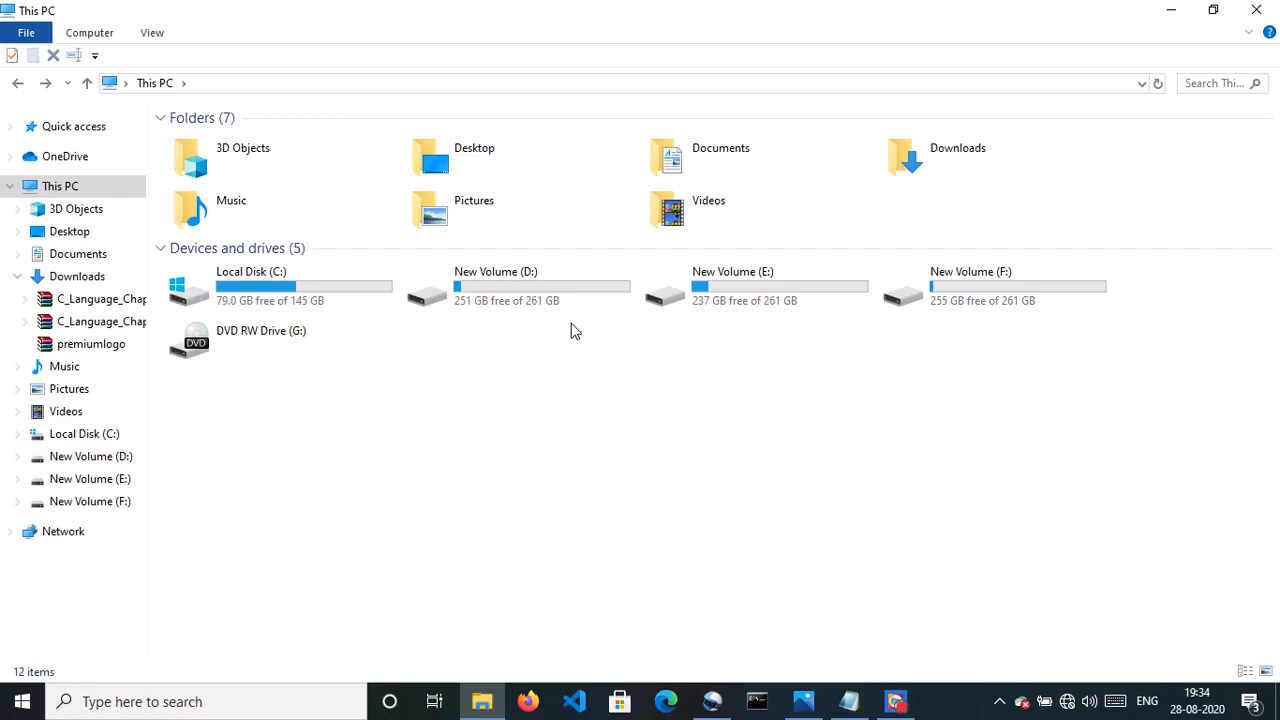 This PC
File Computer View
This PC
Search Thi...
Quick access
OneDrive
This PC
3D Objects
Desktop
Documents
Downloads
C_Language_Chap
C_Language_Chap
premiumlogo
Music
Pictures
Videos
Local Disk (C:)
New Volume (D:)
New Volume (E:)
New Volume (F:)
Network
Folders (7)
3D Objects Desktop Documents Downloads
Music Pictures Videos
Devices and drives (5)
Local Disk (C:) New Volume (D:) New Volume (E:) New Volume (F:)
79.0 GB free of 145 GB 251 GB free of 261 GB 237 GB free of 261 GB 255 GB free of 261 GB
DVD RW Drive (G:)
DVD
12 items
Type here to search
ENG
19:34
28-08-2020
3